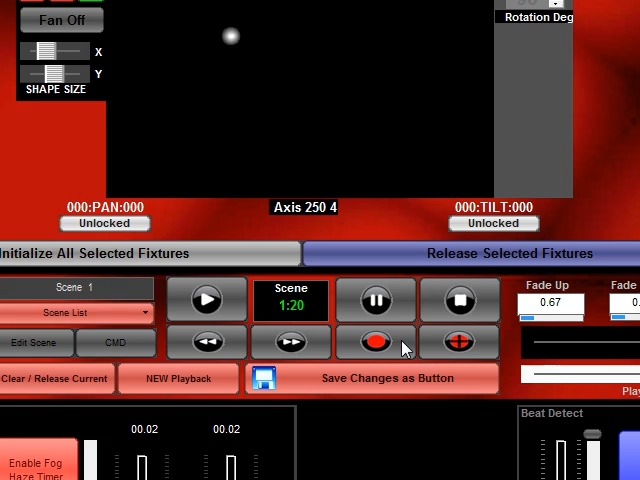 Fan Off
Rotation Deg
X
Y
SHAPE SIZE
000:PAN:000
Axis 250 4
000:TILT:000
Unlocked
Unlocked
Initialize All Selected Fixtures
Release Selected Fixtures
Scene 1
Scene
1:20
Fade Up
Fade
0.67
0.
Scene List
Edit Scene
CMD
Clear / Release Current
NEW Playback
Save Changes as Button
Play
Beat Detect
00.02
00.02
Enable Fog
Haze Timer